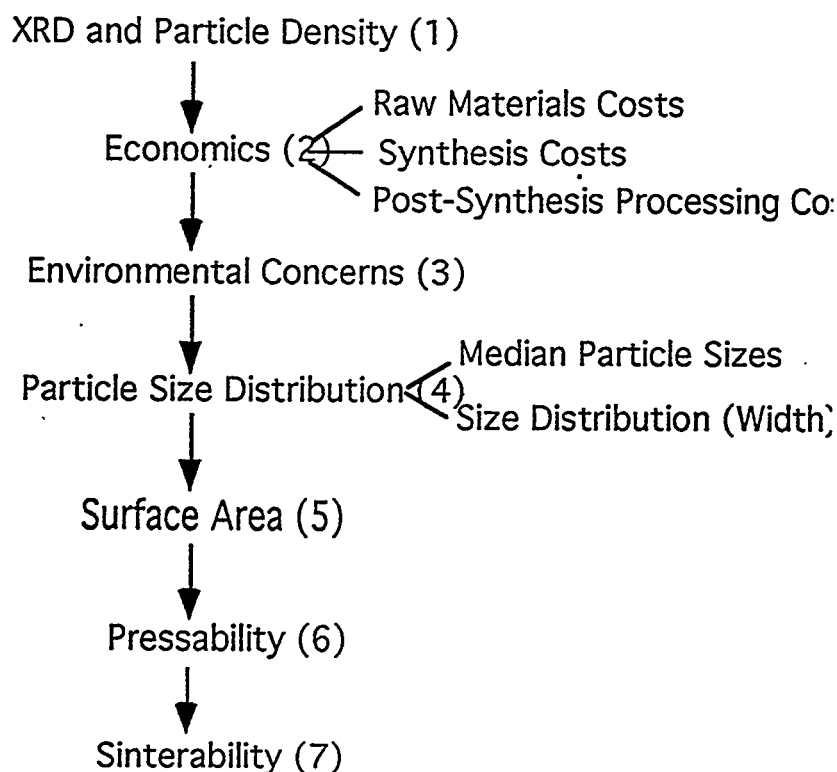 XRD and Particle Density (1)
Raw Materials Costs
Economics (2)
Synthesis Costs
Post-Synthesis Processing Co
Environmental Concerns (3)
Median Particle Sizes
Particle Size Distribution (4)
Size Distribution (Width)
Surface Area (5)
Pressability (6)
Sinterability (7)